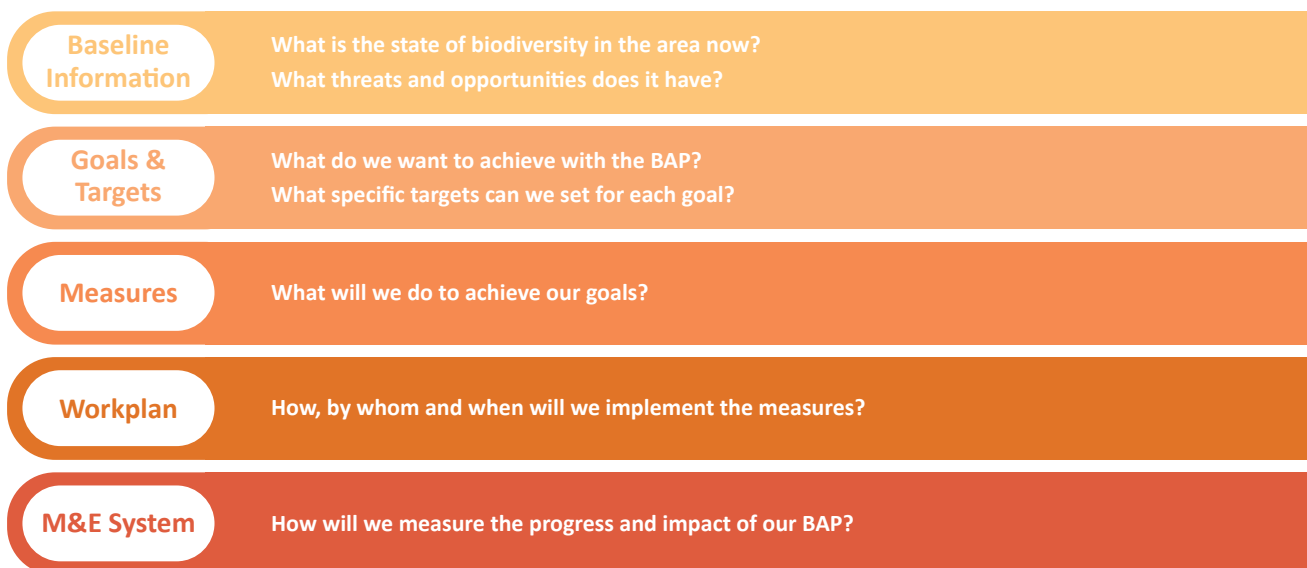 Baseline
Information
What is the state of biodiversity in the area now?
What threats and opportunities does it have?
Goals &
Targets
What do we want to achieve with the BAP?
What specific targets can we set for each goal?
Measures
What will we do to achieve our goals?
Workplan
How, by whom and when will we implement the measures?
M&E System
How will we measure the progress and impact of our BAP?